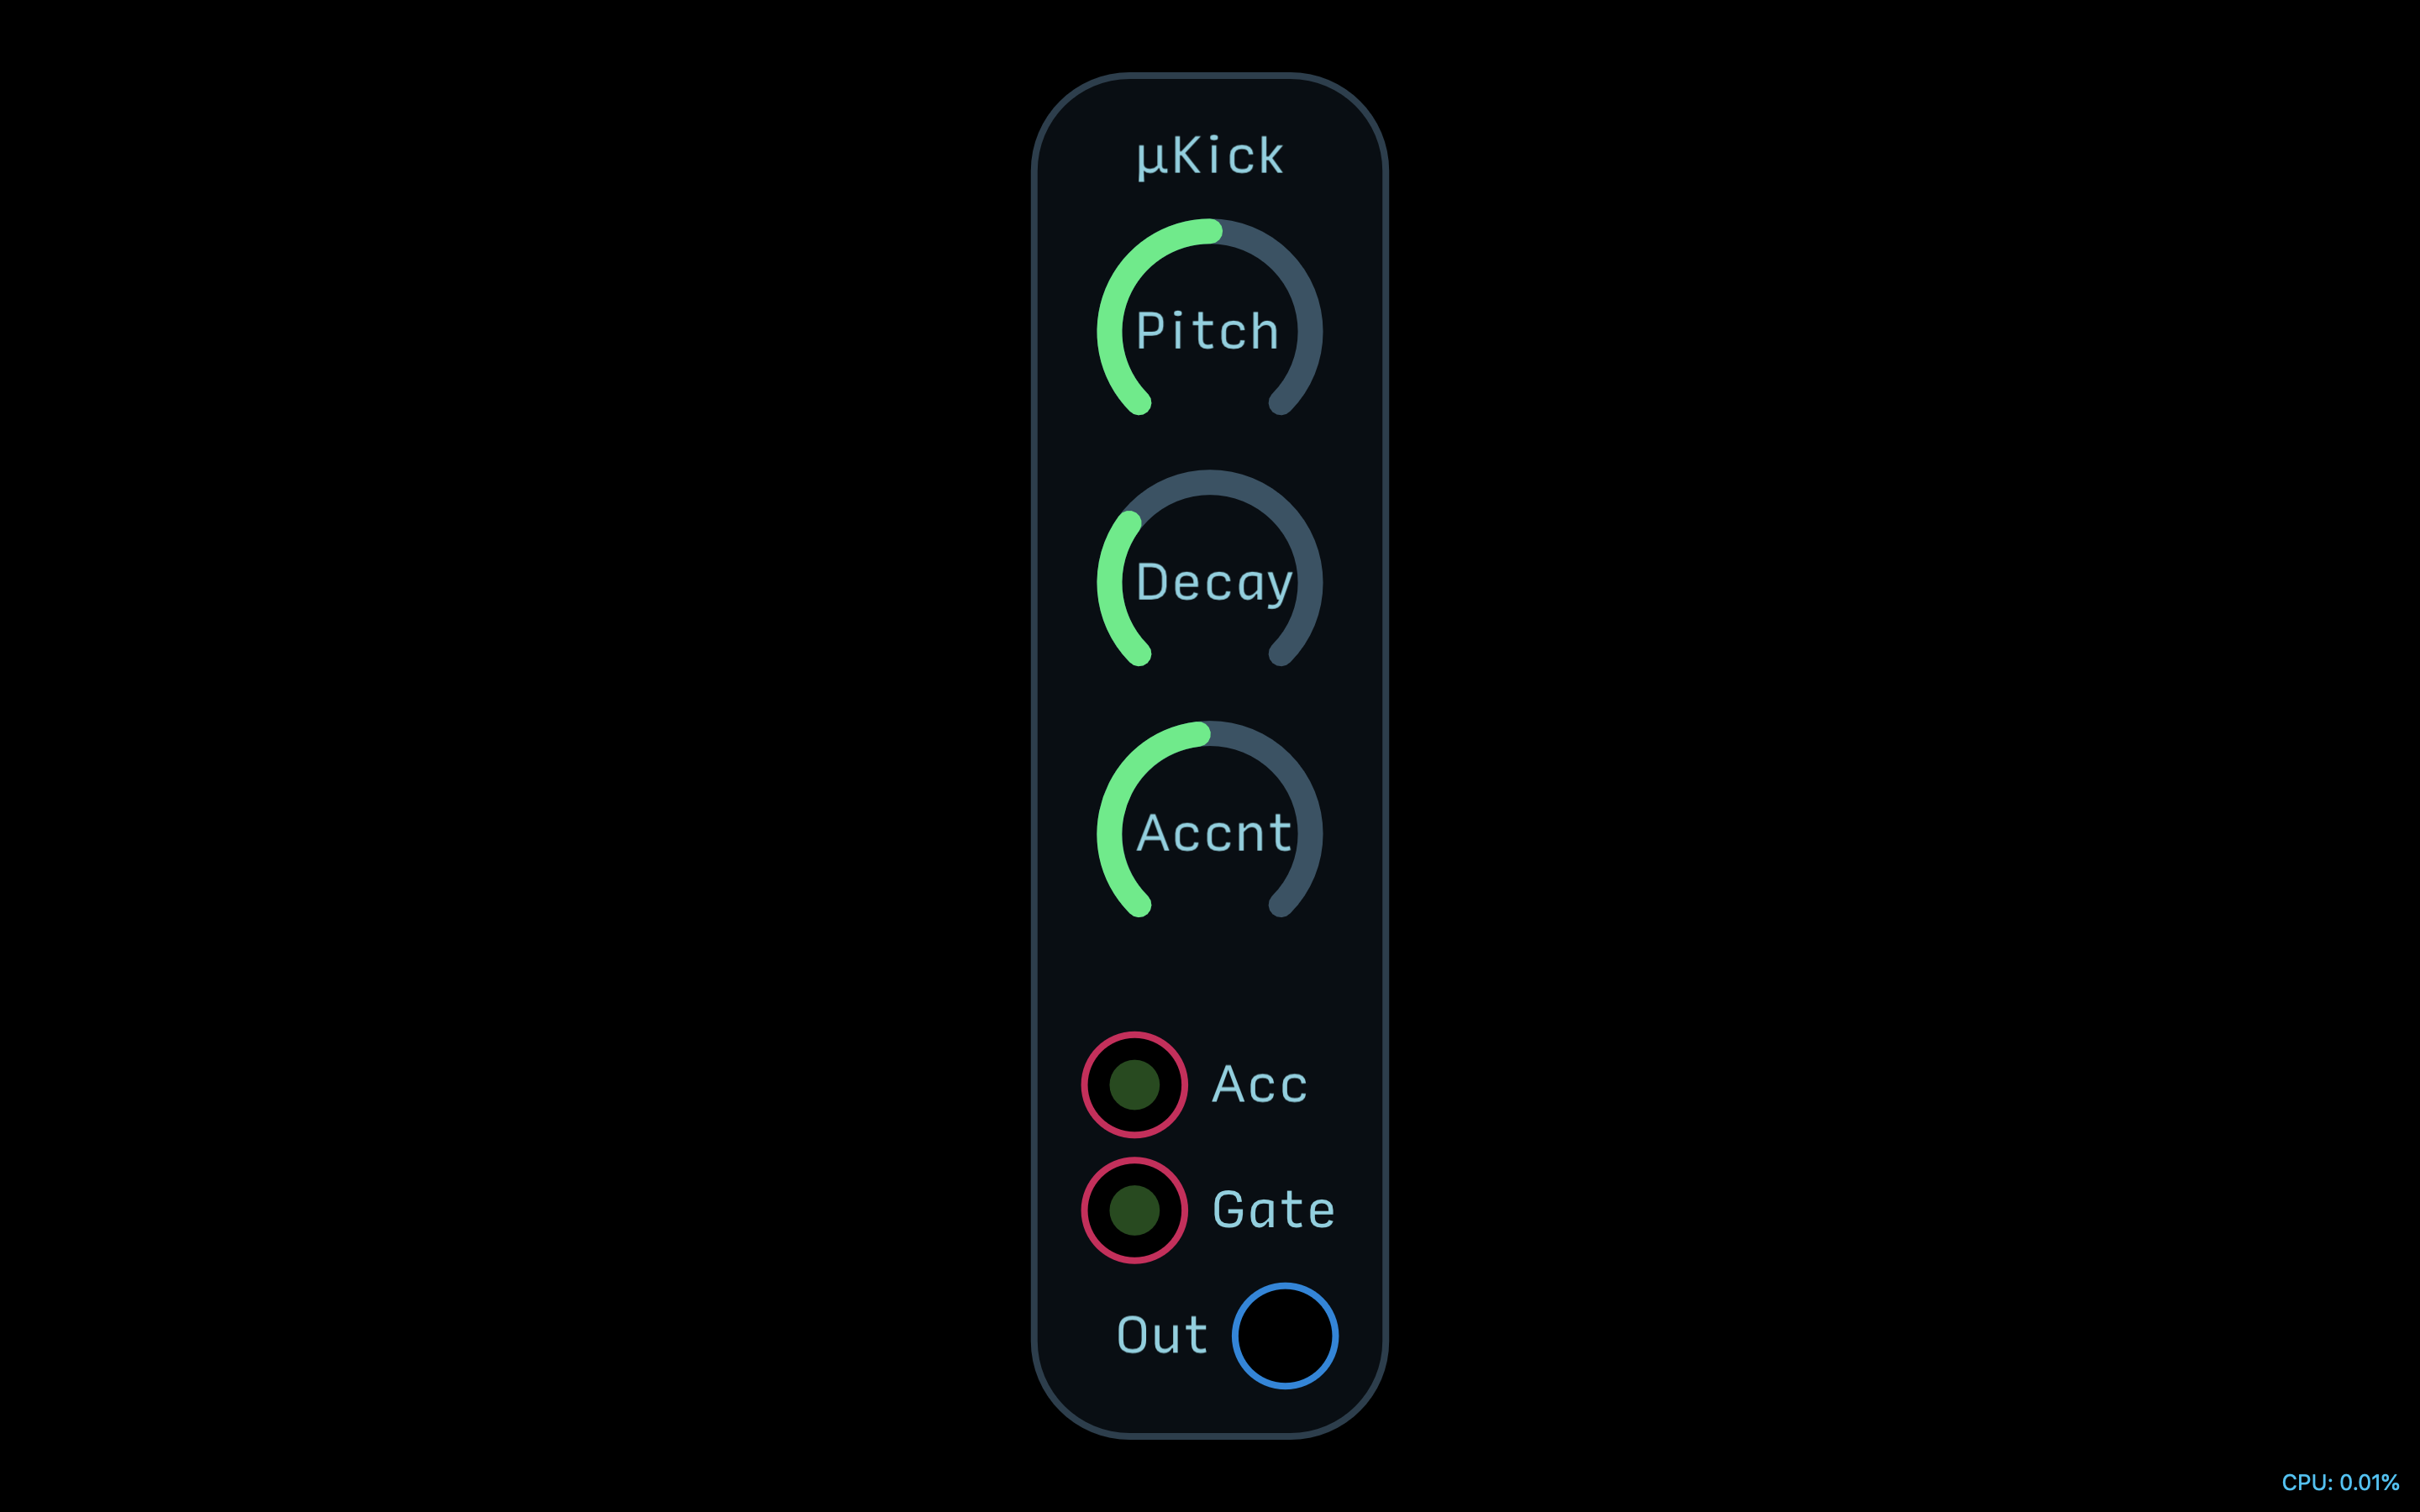 µKick
Pitch
Decay
Accnt
Acc
Gate
Out
CPU: 0.01%